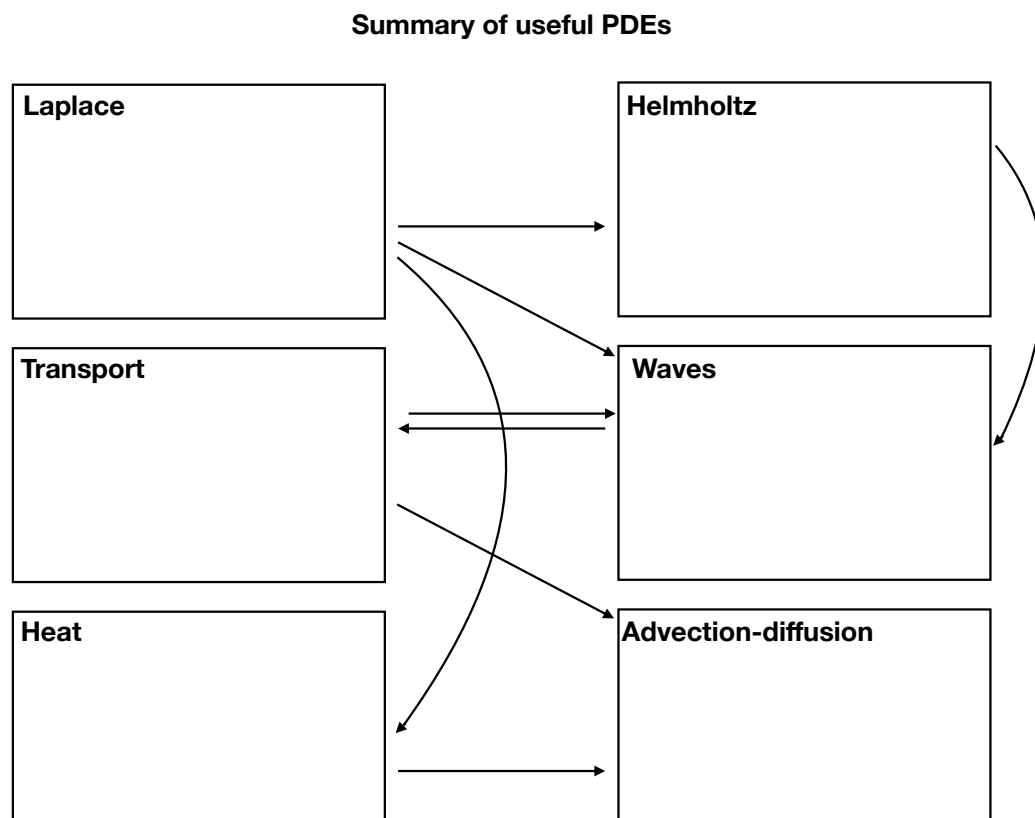 Summary of useful PDEs
Laplace
Helmholtz
Transport
Waves
Heat
Advection-diffusion